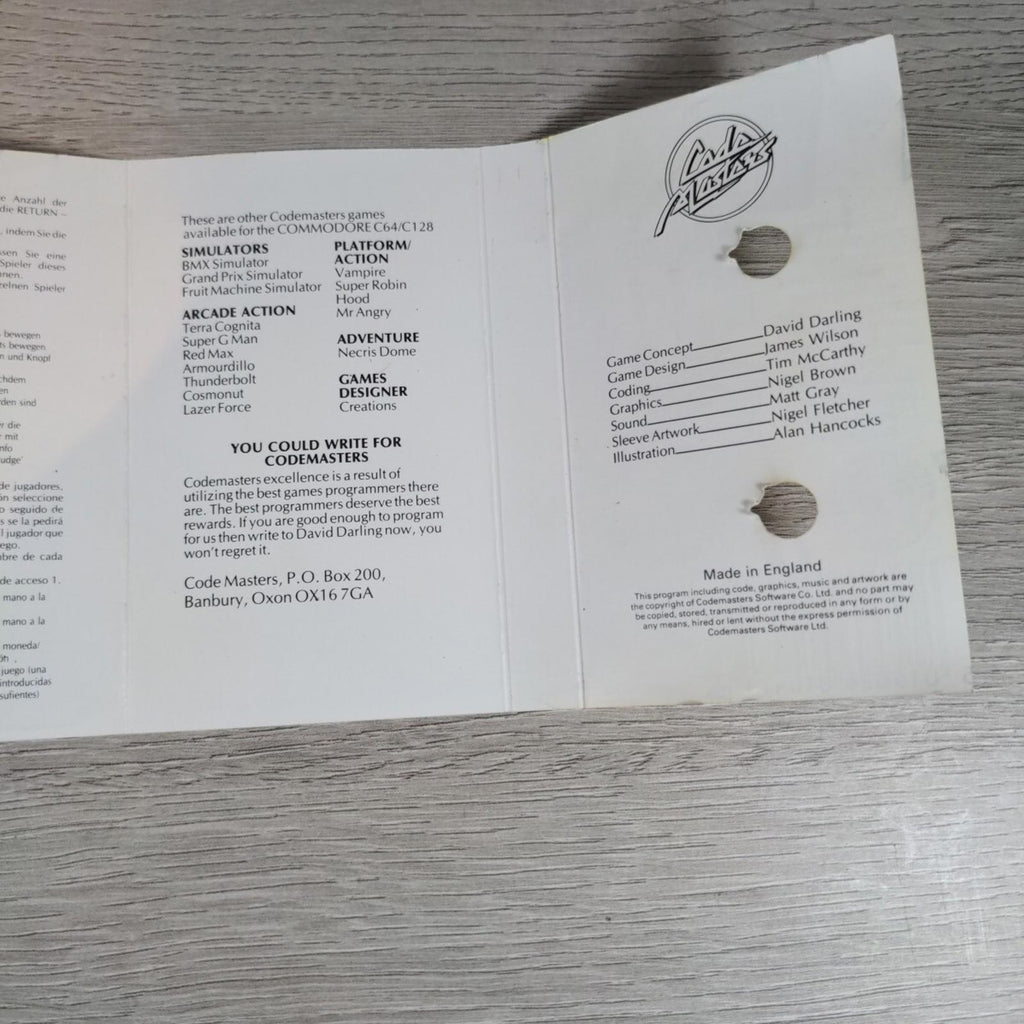 e Anzahl der
die RETURN –
, indem Sie die
ssen Sie eine
Spieler dieses
nnen.
zelnen Spieler
bewegen
ts bewegen
n und Knopf
chdem
en
rden sind
r die
mit
nfo
udge'
de jugadores.
ón seleccione
o seguido de
s se la pedirá
l jugador que
ego.
bre de cada
de acceso 1.
mano a la
mano a la
moneda/
ón .
juego (una
introducidas
sufientes)
These are other Codemasters games
available for the COMMODORE C64/C128
SIMULATORS
BMX Simulator
Grand Prix Simulator
Fruit Machine Simulator
ARCADE ACTION
Terra Cognita
Super G Man
Red Max
Armourdillo
Thunderbolt
Cosmonut
Lazer Force
PLATFORM/
ACTION
Vampire
Super Robin
Hood
Mr Angry
ADVENTURE
Necris Dome
GAMES
DESIGNER
Creations
YOU COULD WRITE FOR
CODEMASTERS
Codemasters excellence is a result of
utilizing the best games programmers there
are. The best programmers deserve the best
rewards. If you are good enough to program
for us then write to David Darling now, you
won't regret it.
Code Masters, P.O. Box 200,
Banbury, Oxon OX16 7GA
Code
Masters
Game Concept David Darling
Game Design James Wilson
Coding Tim McCarthy
Graphics Nigel Brown
Sound Matt Gray
Sleeve Artwork Nigel Fletcher
Illustration Alan Hancocks
Made in England
This program including code, graphics, music and artwork are
the copyright of Codemasters Software Co. Ltd. and no part may
be copied, stored, transmitted or reproduced in any form or by
any means, hired or lent without the express permission of
Codemasters Software Ltd.